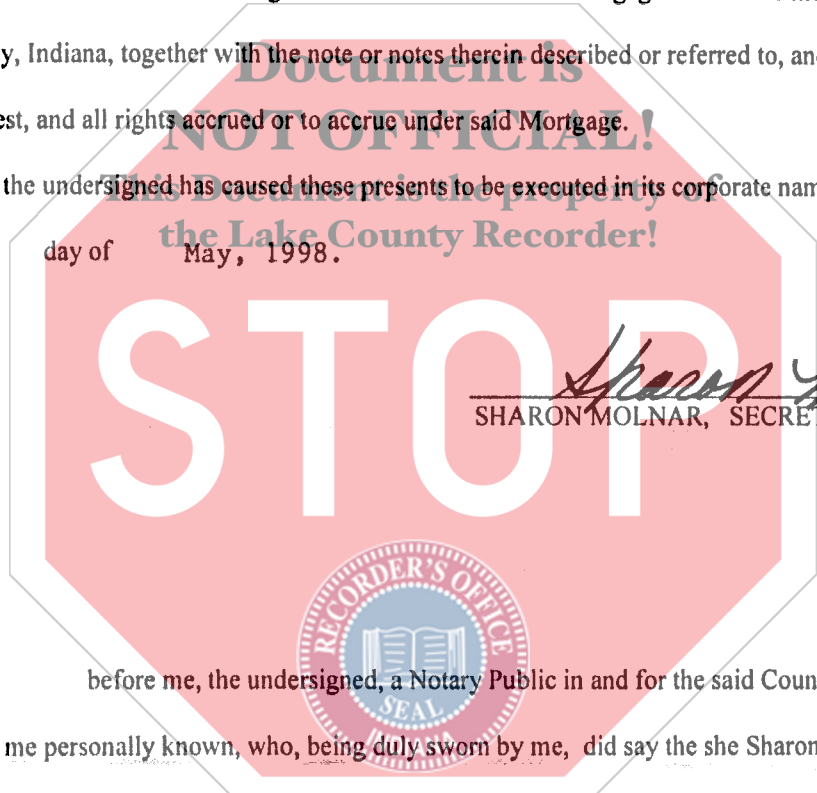 y, Indiana, together with the note or notes therein described or referred to, an
Document is
est, and all rights accrued or to accrue under said Mortgage.
NOT OFFICIAL!
the undersigned has caused these presents to be executed in its corporate nam
This Document is the property of
the Lake County Recorder!
day of May, 1998.
STOP
Sharon
SHARON MOLNAR, SECRE
RECORDER'S OFFICE
SEAL
INDIANA
before me, the undersigned, a Notary Public in and for the said Coun
me personally known, who, being duly sworn by me, did say the she Sharon